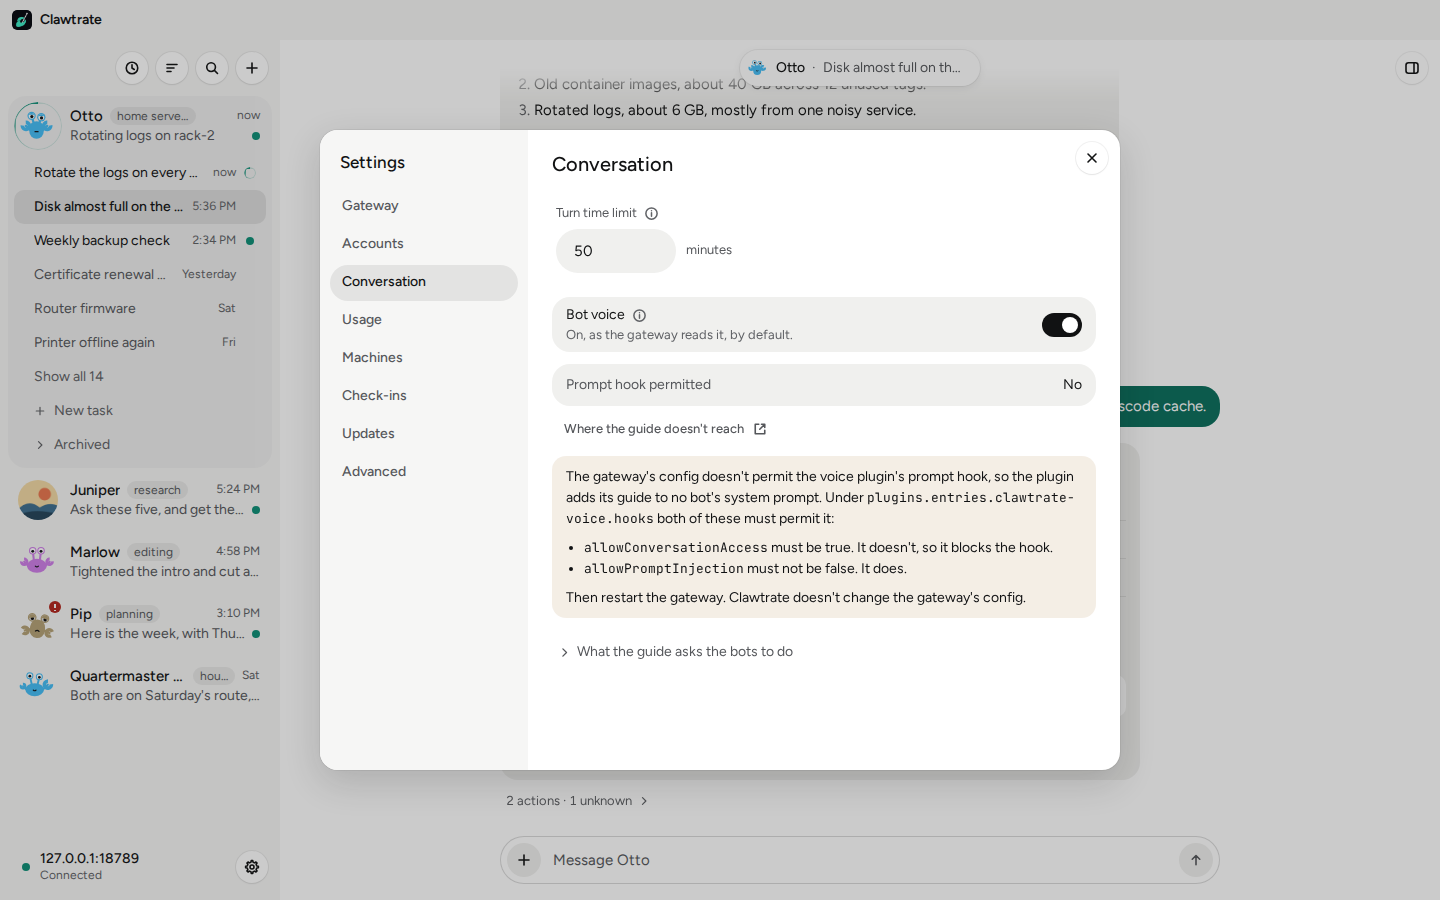 Clawtrate
Otto
home serve...
now
Rotating logs on rack-2
Rotate the logs on every ...
now
Disk almost full on the ...
5:36 PM
Weekly backup check
2:34 PM
Certificate renewal ...
Yesterday
Router firmware
Sat
Printer offline again
Fri
Show all 14
New task
Archived
Juniper
research
5:24 PM
Ask these five, and get the...
Marlow
editing
4:58 PM
Tightened the intro and cut a...
Pip
planning
3:10 PM
Here is the week, with Thu...
Quartermaster ...
hou...
Sat
Both are on Saturday's route,...
127.0.0.1:18789
Connected
Otto · Disk almost full on th...
2. Old container images, about 40 GB across 12 unused tags.
3. Rotated logs, about 6 GB, mostly from one noisy service.
Settings
Gateway
Accounts
Conversation
Usage
Machines
Check-ins
Updates
Advanced
Conversation
Turn time limit
50
minutes
Bot voice
On, as the gateway reads it, by default.
Prompt hook permitted
No
Where the guide doesn't reach
The gateway's config doesn't permit the voice plugin's prompt hook, so the plugin
adds its guide to no bot's system prompt. Under plugins.entries.clawtrate-
voice.hooks both of these must permit it:
• allowConversationAccess must be true. It doesn't, so it blocks the hook.
• allowPromptInjection must not be false. It does.
Then restart the gateway. Clawtrate doesn't change the gateway's config.
What the guide asks the bots to do
scode cache.
2 actions · 1 unknown
Message Otto